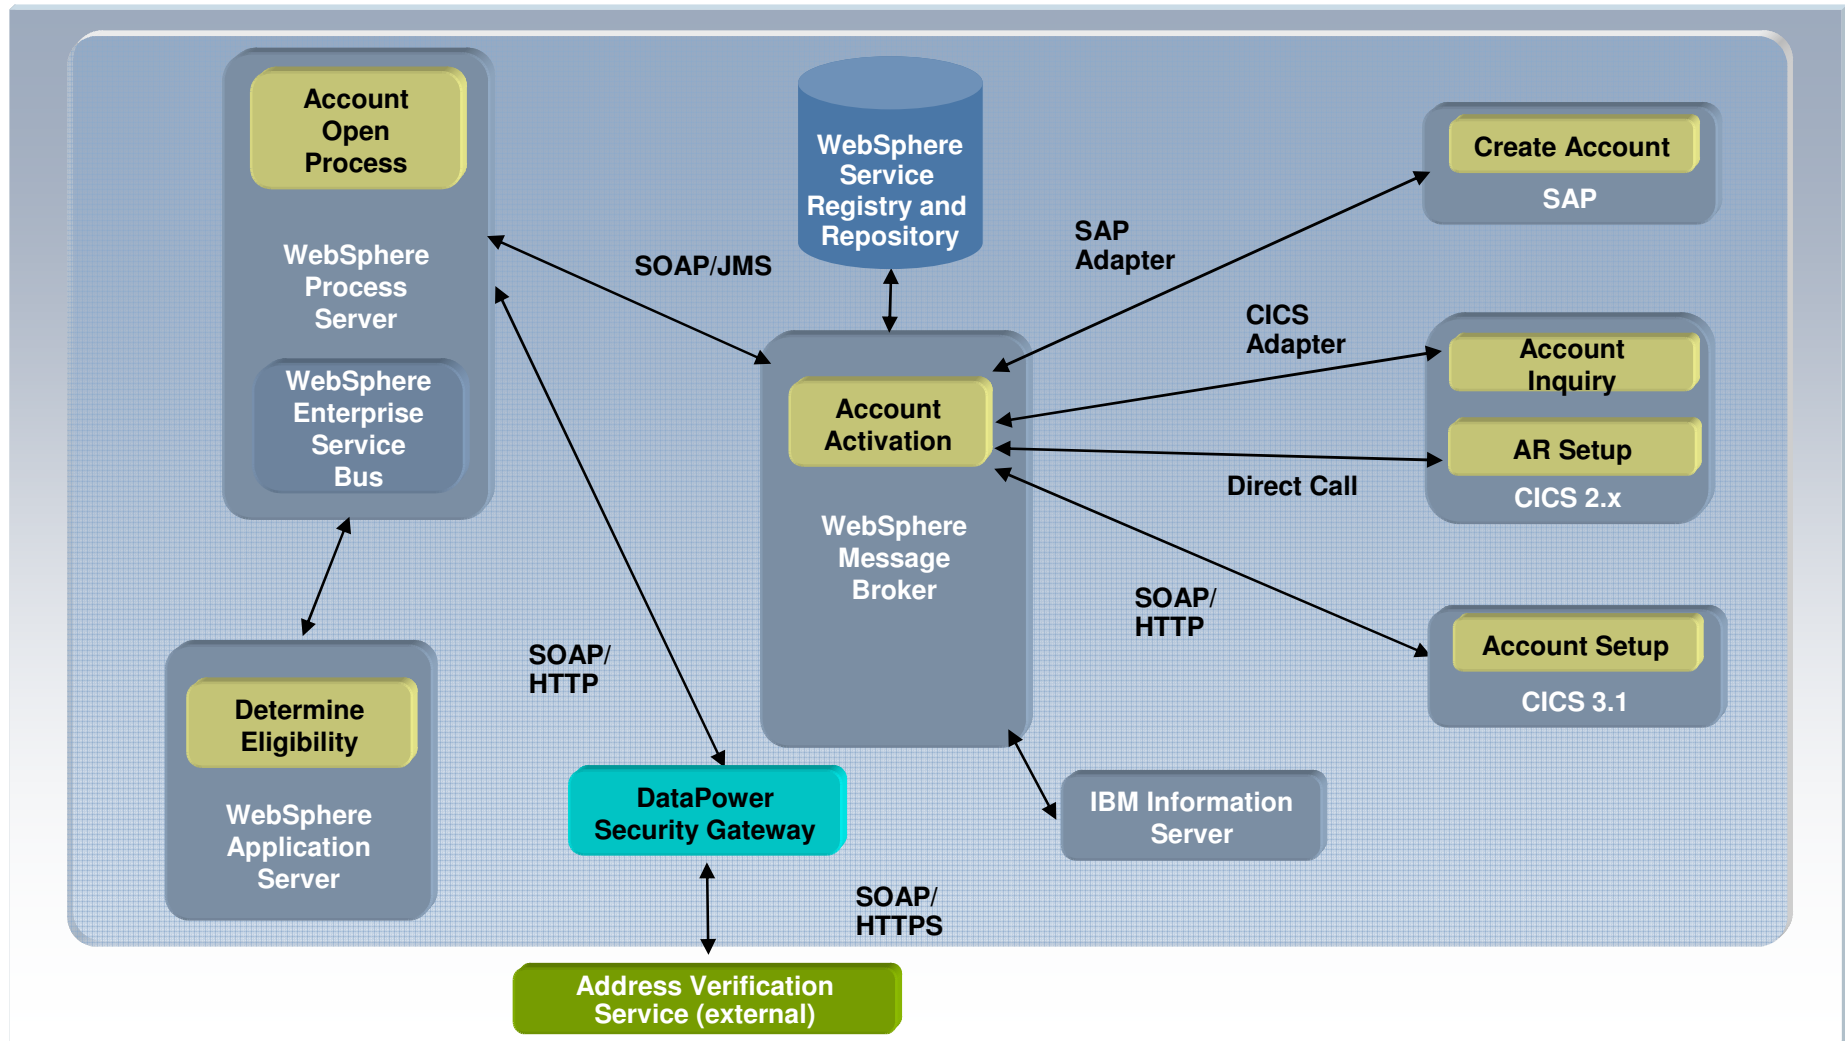 Account
Open
Process
WebSphere
Process
Server
WebSphere
Enterprise
Service
Bus
Determine
Eligibility
WebSphere
Application
Server
SOAP/JMS
SOAP/
HTTP
DataPower
Security Gateway
SOAP/
HTTPS
Address Verification
Service (external)
WebSphere
Service
Registry and
Repository
Account
Activation
WebSphere
Message
Broker
IBM Information
Server
SAP
Adapter
CICS
Adapter
Direct Call
SOAP/
HTTP
Create Account
SAP
Account
Inquiry
AR Setup
CICS 2.x
Account Setup
CICS 3.1